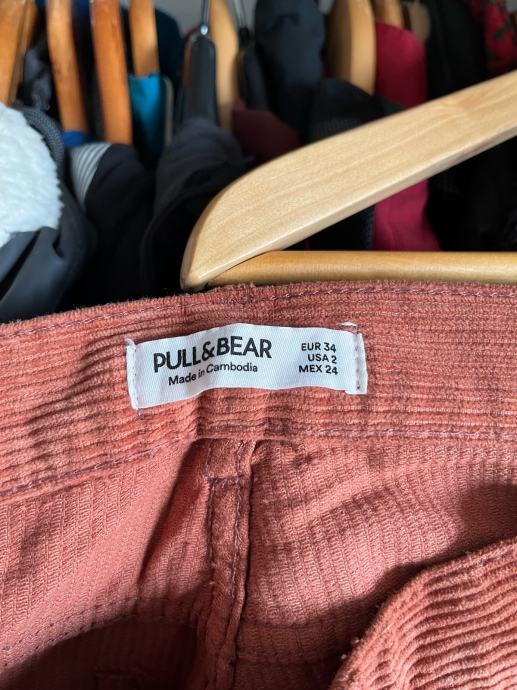 PULL&BEAR
Made in Cambodia
EUR 34
USA 2
MEX 24